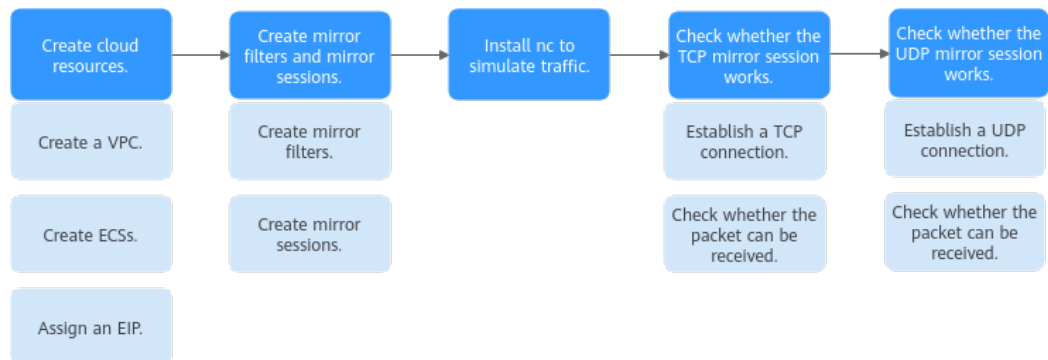 Create cloud
resources.
Create mirror
filters and mirror
sessions.
Install nc to
simulate traffic.
Check whether the
TCP mirror session
works.
Check whether the
UDP mirror session
works.
Create a VPC.
Create mirror
filters.
Establish a TCP
connection.
Establish a UDP
connection.
Create ECSs.
Create mirror
sessions.
Check whether the
packet can be
received.
Check whether the
packet can be
received.
Assign an EIP.